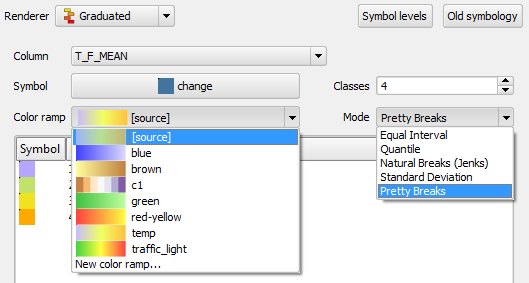 Renderer Graduated Symbol levels Old symbology
Column T_F_MEAN
Symbol change Classes 4
Color ramp [source] Mode Pretty Breaks
[source]
blue
brown
c1
green
red-yellow
temp
traffic_light
New color ramp...
Equal Interval
Quantile
Natural Breaks (Jenks)
Standard Deviation
Pretty Breaks
Symbol